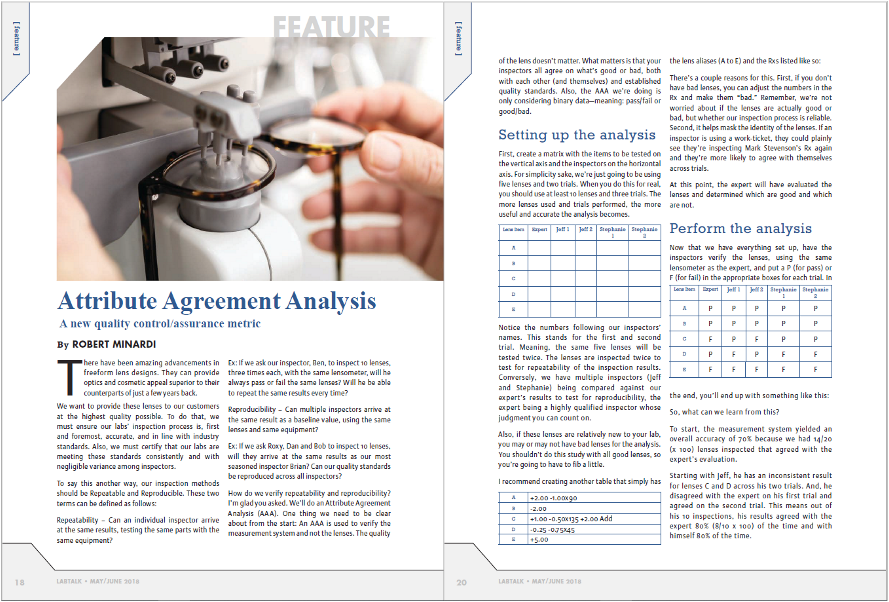 [ feature ]
FEATURE
Attribute Agreement Analysis
A new quality control/assurance metric
By ROBERT MINARDI
There have been amazing advancements in
freeform lens designs. They can provide
optics and cosmetic appeal superior to their
counterparts of just a few years back.
We want to provide these lenses to our customers
at the highest quality possible. To do that, we
must ensure our labs' inspection process is, first
and foremost, accurate, and in line with industry
standards. Also, we must certify that our labs are
meeting these standards consistently and with
negligible variance among inspectors.
To say this another way, our inspection methods
should be Repeatable and Reproducible. These two
terms can be defined as follows:
Repeatability – Can an individual inspector arrive
at the same results, testing the same parts with the
same equipment?
Ex: If we ask our inspector, Ben, to inspect 10 lenses,
three times each, with the same lensometer, will he
always pass or fail the same lenses? Will he be able
to repeat the same results every time?
Reproducibility – Can multiple inspectors arrive at
the same result as a baseline value, using the same
lenses and same equipment?
Ex: If we ask Roxy, Dan and Bob to inspect 10 lenses,
will they arrive at the same results as our most
seasoned inspector Brian? Can our quality standards
be reproduced across all inspectors?
How do we verify repeatability and reproducibility?
I'm glad you asked. We'll do an Attribute Agreement
Analysis (AAA). One thing we need to be clear
about from the start: An AAA is used to verify the
measurement system and not the lenses. The quality
18 LABTALK • MAY/JUNE 2018
[ feature ]
of the lens doesn't matter. What matters is that your
inspectors all agree on what's good or bad, both
with each other (and themselves) and established
quality standards. Also, the AAA we're doing is
only considering binary data—meaning: pass/fail or
good/bad.
Setting up the analysis
First, create a matrix with the items to be tested on
the vertical axis and the inspectors on the horizontal
axis. For simplicity sake, we're just going to be using
five lenses and two trials. When you do this for real,
you should use at least 10 lenses and three trials. The
more lenses used and trials performed, the more
useful and accurate the analysis becomes.
Lens Item Expert Jeff 1 Jeff 2 Stephanie 1 Stephanie 2
A
B
C
D
E
Notice the numbers following our inspectors'
names. This stands for the first and second
trial. Meaning, the same five lenses will be
tested twice. The lenses are inspected twice to
test for repeatability of the inspection results.
Conversely, we have multiple inspectors (Jeff
and Stephanie) being compared against our
expert's results to test for reproducibility, the
expert being a highly qualified inspector whose
judgment you can count on.
Also, if these lenses are relatively new to your lab,
you may or may not have bad lenses for the analysis.
You shouldn't do this study with all good lenses, so
you're going to have to fib a little.
I recommend creating another table that simply has
A +2.00 -1.00x90
B -2.00
C +1.00 -0.50x135 +2.00 Add
D -0.25 -0.75x45
E +5.00
the lens aliases (A to E) and the Rxs listed like so:
There's a couple reasons for this. First, if you don't
have bad lenses, you can adjust the numbers in the
Rx and make them "bad." Remember, we're not
worried about if the lenses are actually good or
bad, but whether our inspection process is reliable.
Second, it helps mask the identity of the lenses. If an
inspector is using a work-ticket, they could plainly
see they're inspecting Mark Stevenson's Rx again
and they're more likely to agree with themselves
across trials.
At this point, the expert will have evaluated the
lenses and determined which are good and which
are not.
Perform the analysis
Now that we have everything set up, have the
inspectors verify the lenses, using the same
lensometer as the expert, and put a P (for pass) or
F (for fail) in the appropriate boxes for each trial. In
Lens Item Expert Jeff 1 Jeff 2 Stephanie 1 Stephanie 2
A P P P P P
B P P P P P
C F P F P P
D P F P F F
E F F F F F
the end, you'll end up with something like this:
So, what can we learn from this?
To start, the measurement system yielded an
overall accuracy of 70% because we had 14/20
(x 100) lenses inspected that agreed with the
expert's evaluation.
Starting with Jeff, he has an inconsistent result
for lenses C and D across his two trials. And, he
disagreed with the expert on his first trial and
agreed on the second trial. This means out of
his 10 inspections, his results agreed with the
expert 80% (8/10 x 100) of the time and with
himself 80% of the time.
20 LABTALK • MAY/JUNE 2018